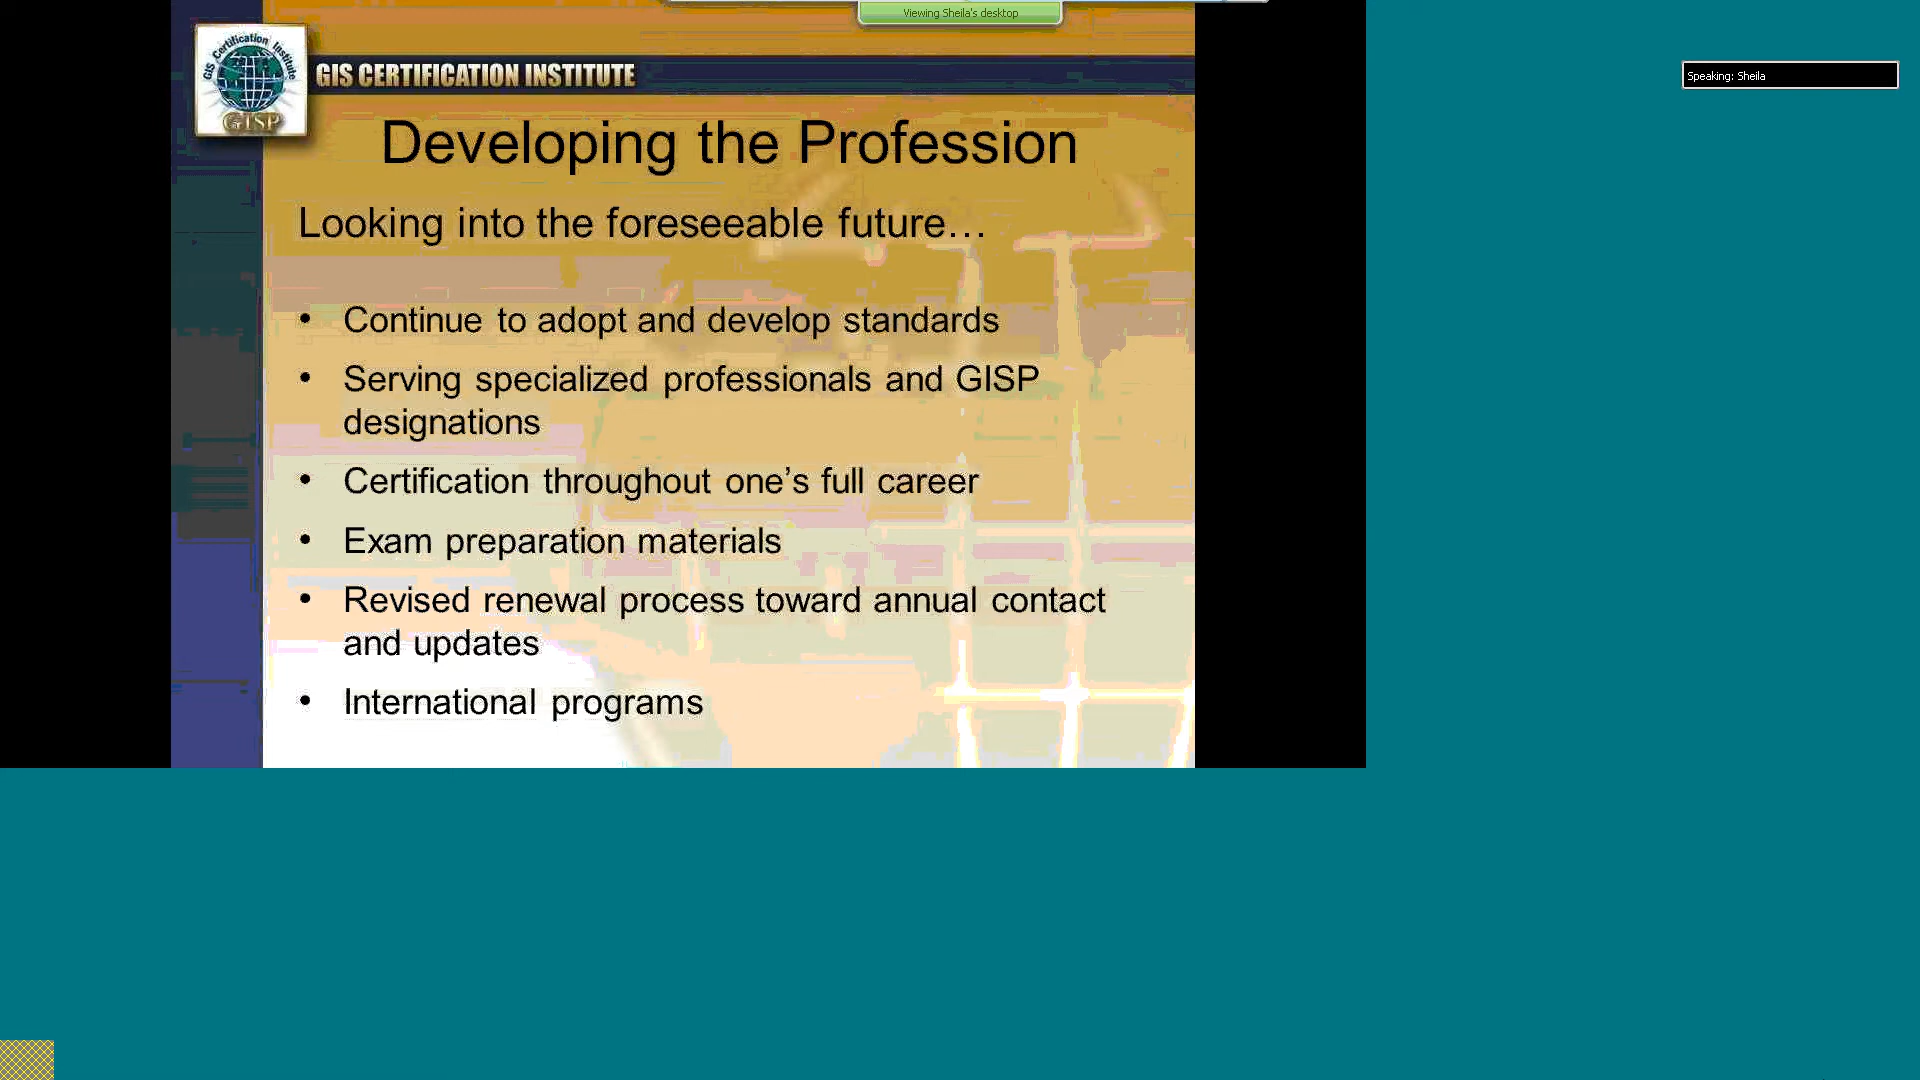 Viewing Sheila's desktop
Speaking: Sheila
GIS Certification Institute
GISP
GIS CERTIFICATION INSTITUTE
Developing the Profession
Looking into the foreseeable future…
• Continue to adopt and develop standards
• Serving specialized professionals and GISP
designations
• Certification throughout one’s full career
• Exam preparation materials
• Revised renewal process toward annual contact
and updates
• International programs